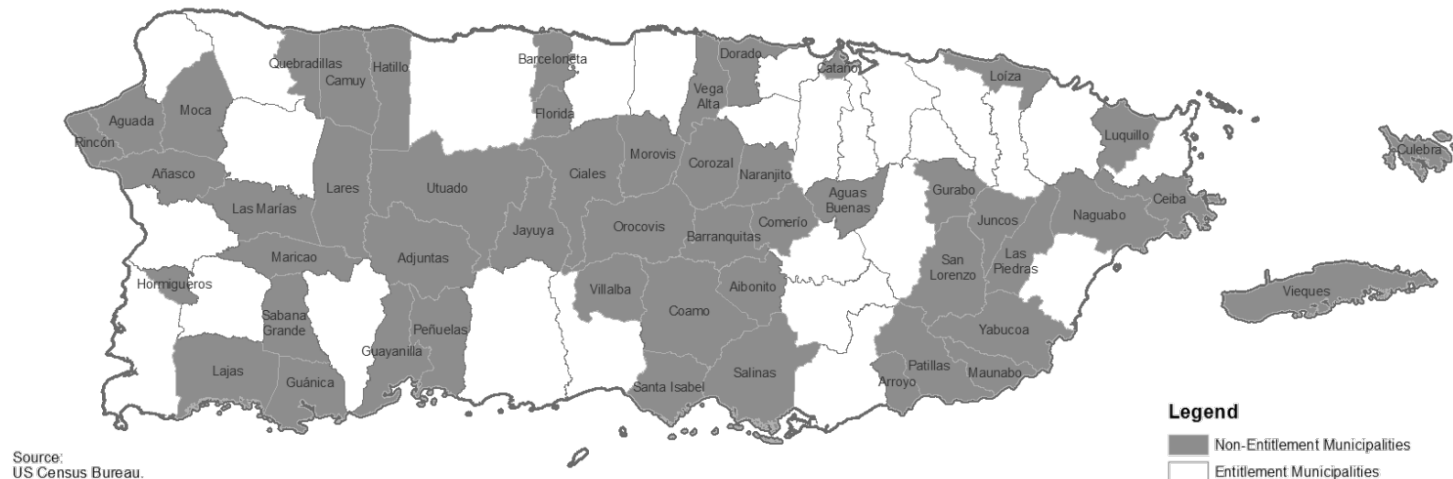 Quebradillas
Camuy
Hatillo
Barceloneta
Dorado
Cataño
Loíza
Vega
Alta
Moca
Florida
Aguada
Rincón
Luquillo
Culebra
Morovis
Corozal
Añasco
Ciales
Naranjito
Lares
Utuado
Aguas
Buenas
Gurabo
Las Marías
Ceiba
Juncos
Naguabo
Jayuya
Orocovis
Comerío
Barranquitas
Maricao
Adjuntas
San
Lorenzo
Las
Piedras
Hormigueros
Villalba
Aibonito
Vieques
Sabana
Grande
Coamo
Peñuelas
Yabucoa
Guayanilla
Lajas
Guánica
Santa Isabel
Salinas
Patillas
Maunabo
Arroyo
Legend
Non-Entitlement Municipalities
Entitlement Municipalities
Source:
US Census Bureau.